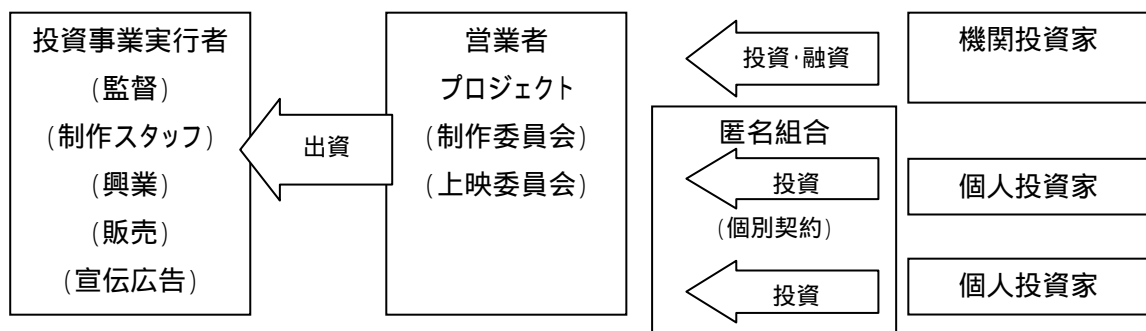 投資事業実行者
(監督)
(制作スタッフ)
(興業)
(販売)
(宣伝広告)
出資
営業者
プロジェクト
(制作委員会)
(上映委員会)
投資・融資
機関投資家
匿名組合
投資
(個別契約)
投資
個人投資家
個人投資家